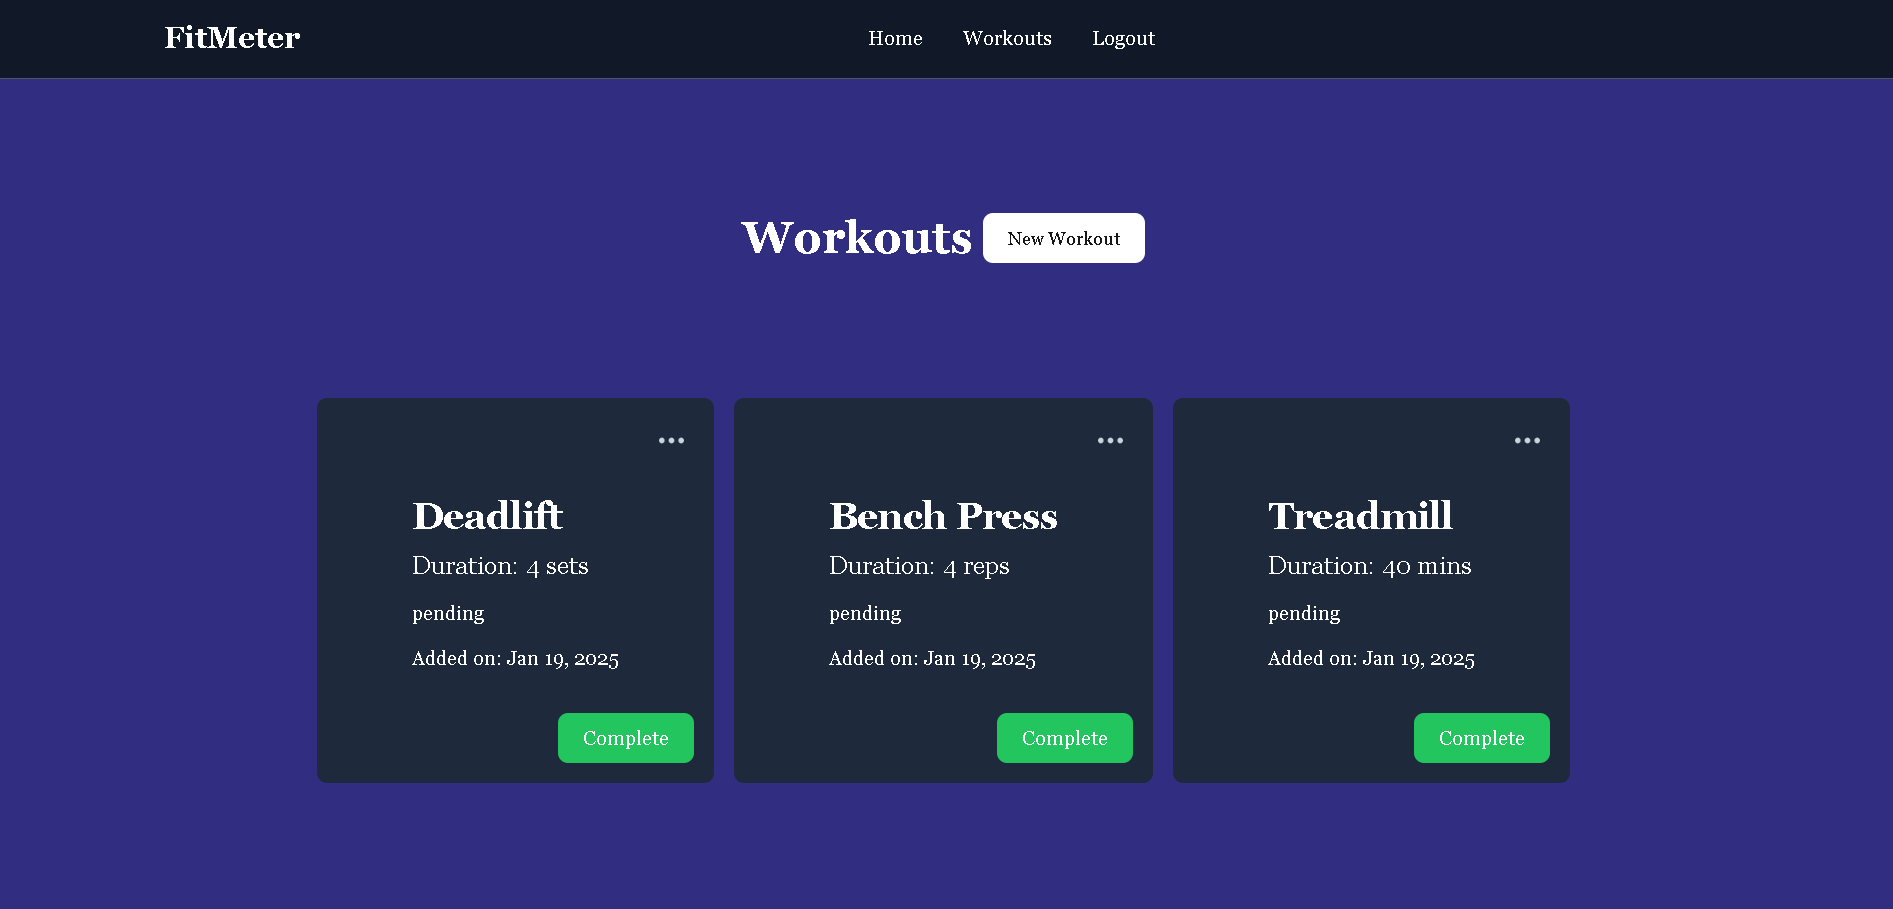 FitMeter
Home Workouts Logout
Workouts
New Workout
Deadlift
Duration: 4 sets
pending
Added on: Jan 19, 2025
Complete
Bench Press
Duration: 4 reps
pending
Added on: Jan 19, 2025
Complete
Treadmill
Duration: 40 mins
pending
Added on: Jan 19, 2025
Complete